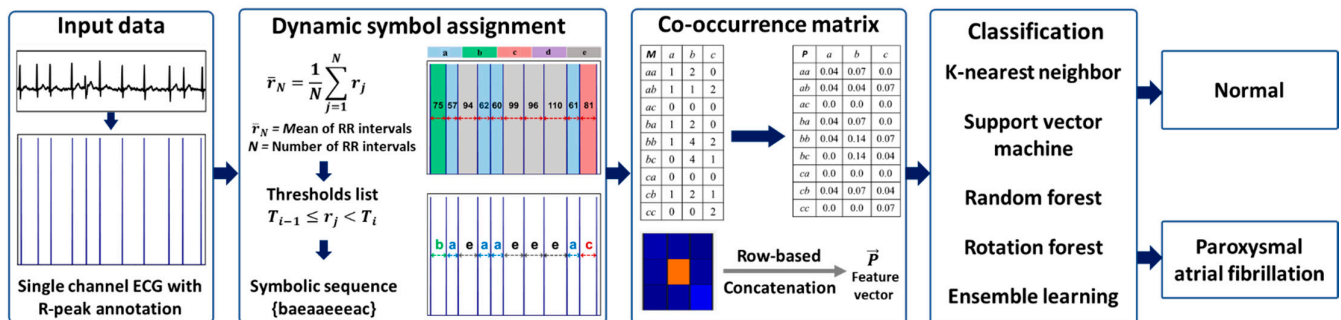 Input data
Single channel ECG with
R-peak annotation
Dynamic symbol assignment
r̄_N = 1/N ∑_{j=1}^{N} r_j
r̄_N = Mean of RR intervals
N = Number of RR intervals
Thresholds list
T_{i-1} ≤ r_j < T_i
Symbolic sequence
{baeaaeeeac}
a b c d e
75 57 94 62 60 99 96 110 61 81
b a e a a e e e a c
Co-occurrence matrix
M a b c
aa 1 2 0
ab 1 1 2
ac 0 0 0
ba 1 2 0
bb 1 4 2
bc 0 4 1
ca 0 0 0
cb 1 2 1
cc 0 0 2
P a b c
aa 0.04 0.07 0.0
ab 0.04 0.04 0.07
ac 0.0 0.0 0.0
ba 0.04 0.07 0.0
bb 0.04 0.14 0.07
bc 0.0 0.14 0.04
ca 0.0 0.0 0.0
cb 0.04 0.07 0.04
cc 0.0 0.0 0.07
Row-based
Concatenation
P⃗
Feature
vector
Classification
K-nearest neighbor
Support vector
machine
Random forest
Rotation forest
Ensemble learning
Normal
Paroxysmal
atrial fibrillation